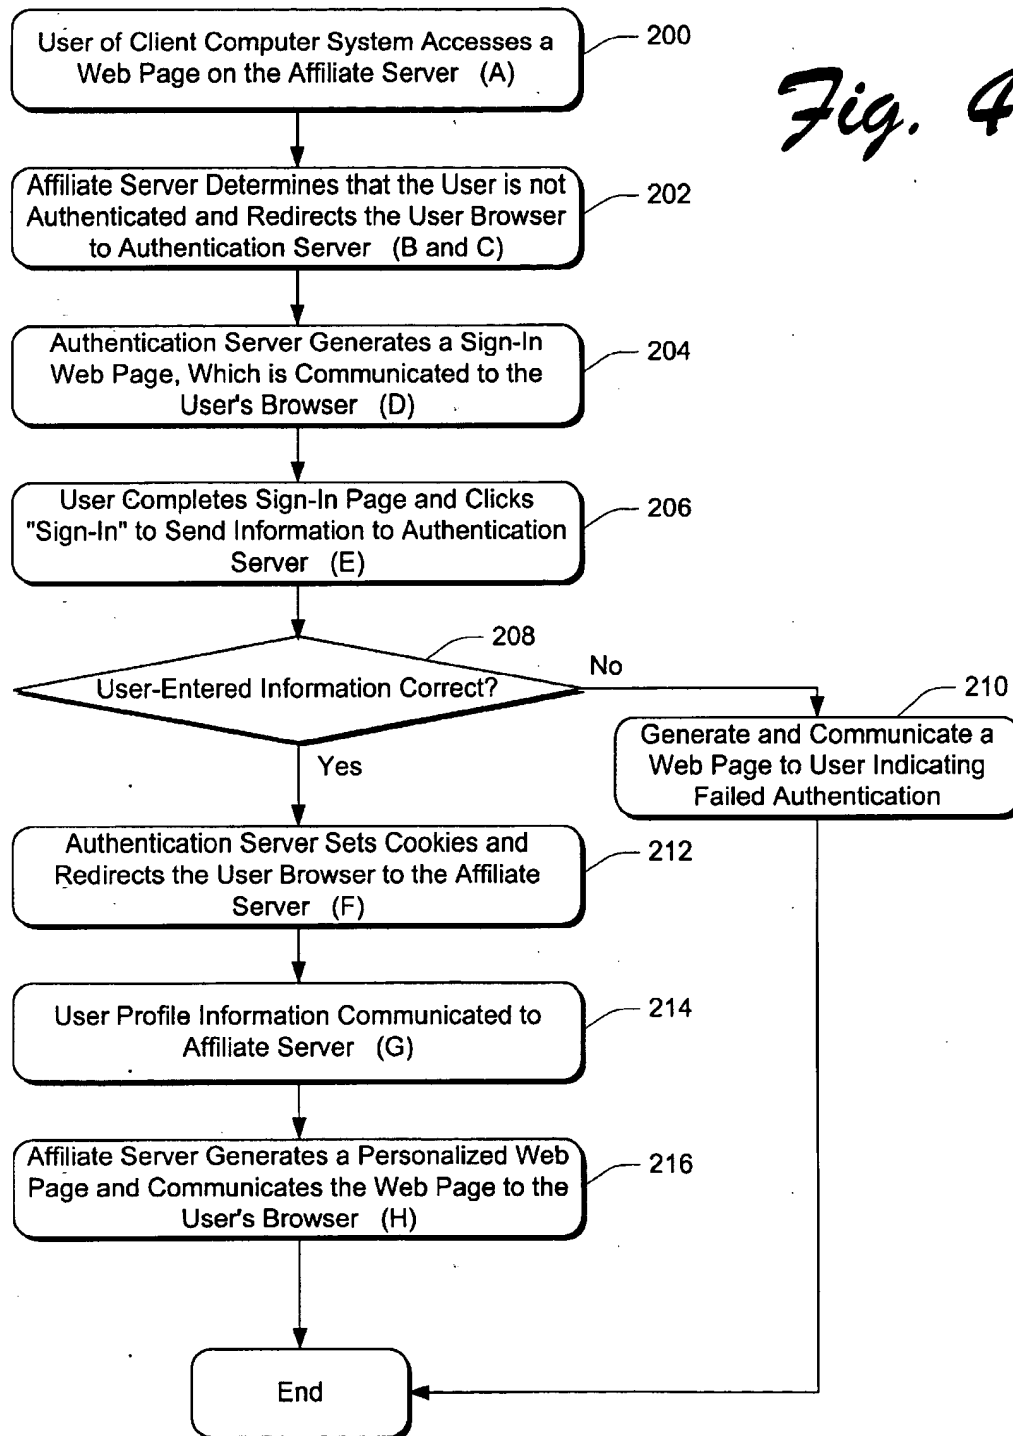 User of Client Computer System Accesses a
Web Page on the Affiliate Server (A)
200
Fig. 4
Affiliate Server Determines that the User is not
Authenticated and Redirects the User Browser
to Authentication Server (B and C)
202
Authentication Server Generates a Sign-In
Web Page, Which is Communicated to the
User's Browser (D)
204
User Completes Sign-In Page and Clicks
"Sign-In" to Send Information to Authentication
Server (E)
206
208
User-Entered Information Correct?
No
Yes
210
Generate and Communicate a
Web Page to User Indicating
Failed Authentication
Authentication Server Sets Cookies and
Redirects the User Browser to the Affiliate
Server (F)
212
User Profile Information Communicated to
Affiliate Server (G)
214
Affiliate Server Generates a Personalized Web
Page and Communicates the Web Page to the
User's Browser (H)
216
End